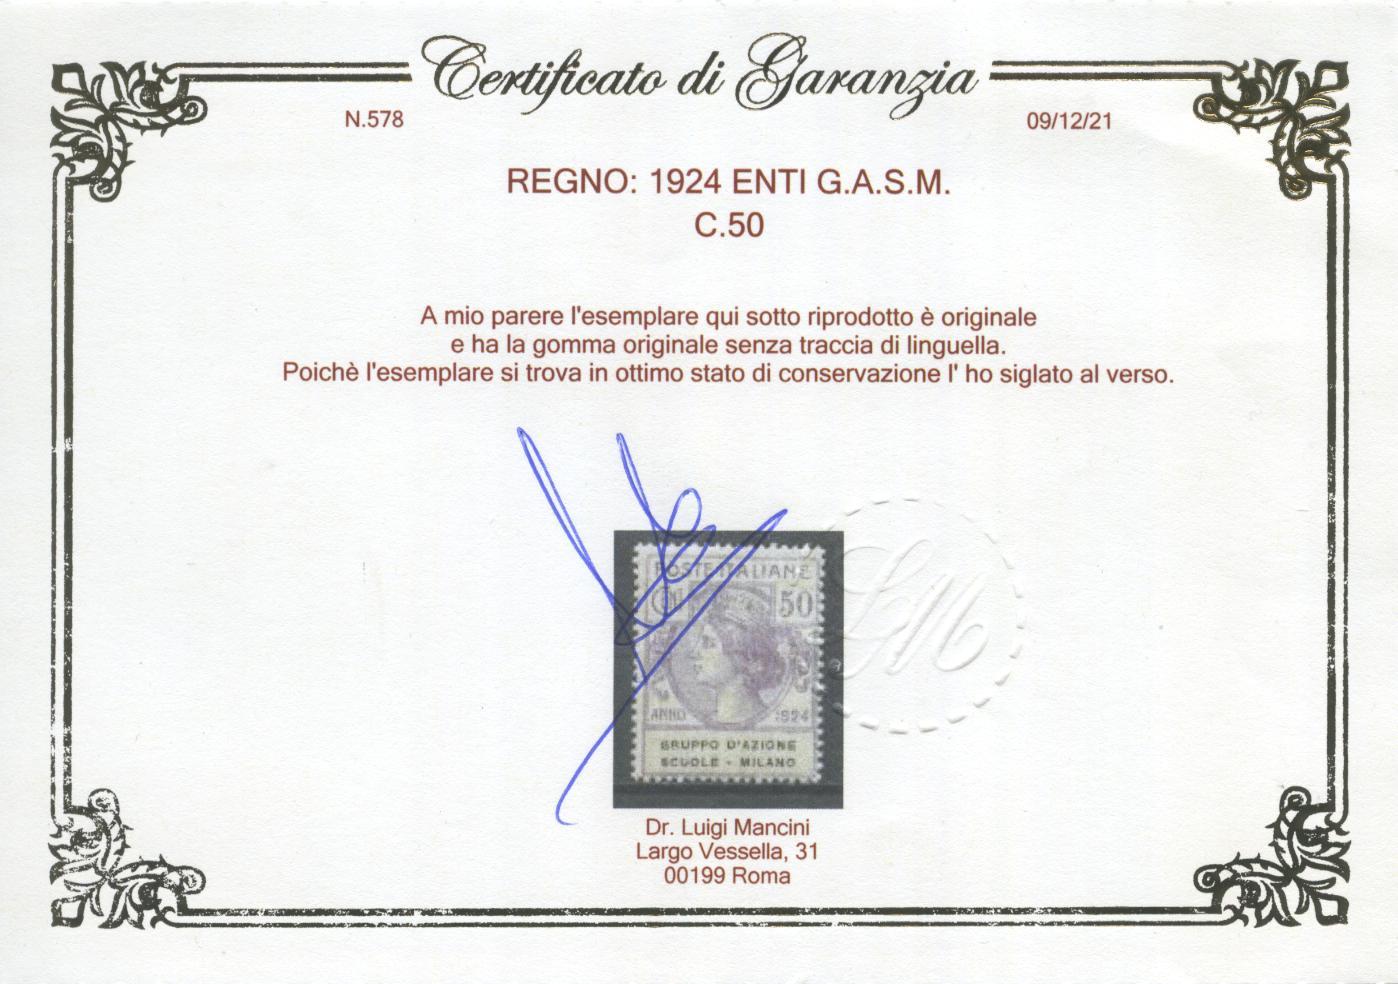 Certificato di Garanzia
N.578
09/12/21
REGNO: 1924 ENTI G.A.S.M.
C.50
A mio parere l'esemplare qui sotto riprodotto è originale
e ha la gomma originale senza traccia di linguella.
Poichè l'esemplare si trova in ottimo stato di conservazione l' ho siglato al verso.
POSTE ITALIANE
50
ANNO 1924
GRUPPO D'AZIONE
SCUOLE - MILANO
LM
Dr. Luigi Mancini
Largo Vessella, 31
00199 Roma